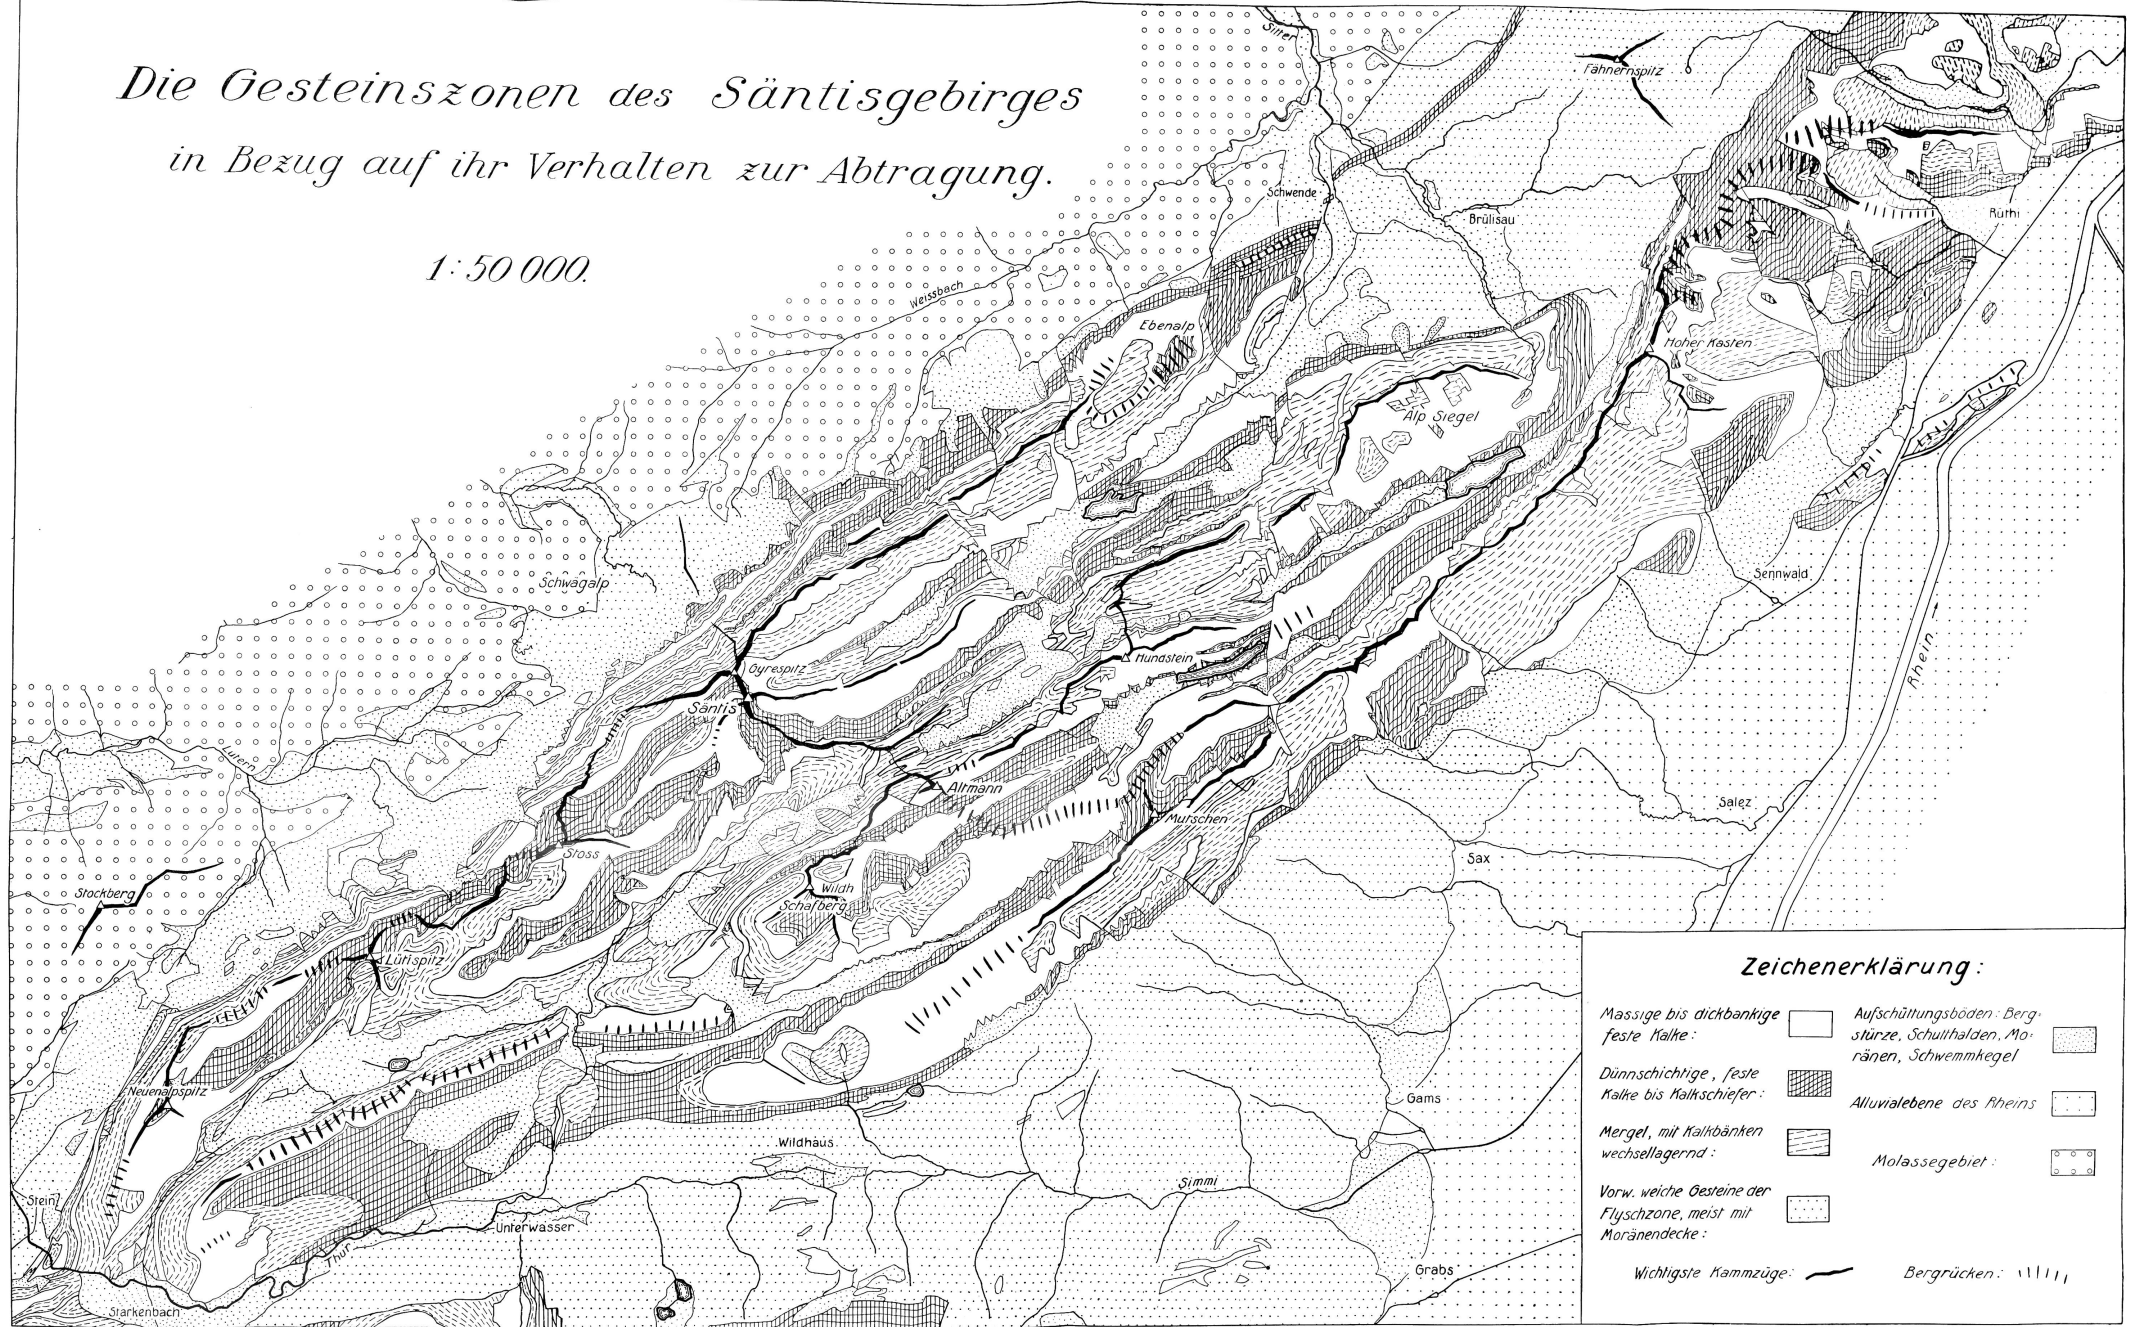 Die Gesteinszonen des Säntisgebirges
in Bezug auf ihr Verhalten zur Abtragung.
1:50 000.
Sitter
Fähnernspitz
Schwende
Brülisau
Rüthi
Weissbach
Ebenalp
Hoher Kasten
Alp Siegel
Schwägalp
Sennwald
Rhein
Gyrespitz
Hundstein
Säntis
Lutern
Altmann
Mutschen
Salez
Stoss
Sax
Stockberg
Wildh
Schafberg
Lütispitz
Neuenalpspitz
Gams
Wildhaus
Simmi
Stein
Unterwasser
Thur
Grabs
Starkenbach
Zeichenerklärung:
Massige bis dickbankige
feste Kalke:
Dünnschichtige, feste
Kalke bis Kalkschiefer:
Mergel, mit Kalkbänken
wechsellagernd:
Vorw. weiche Gesteine der
Flyschzone, meist mit
Moränendecke:
Aufschüttungsböden: Berg-
stürze, Schutthalden, Mo-
ränen, Schwemmkegel
Alluvialebene des Rheins
Molassegebiet:
Wichtigste Kammzüge:
Bergrücken: